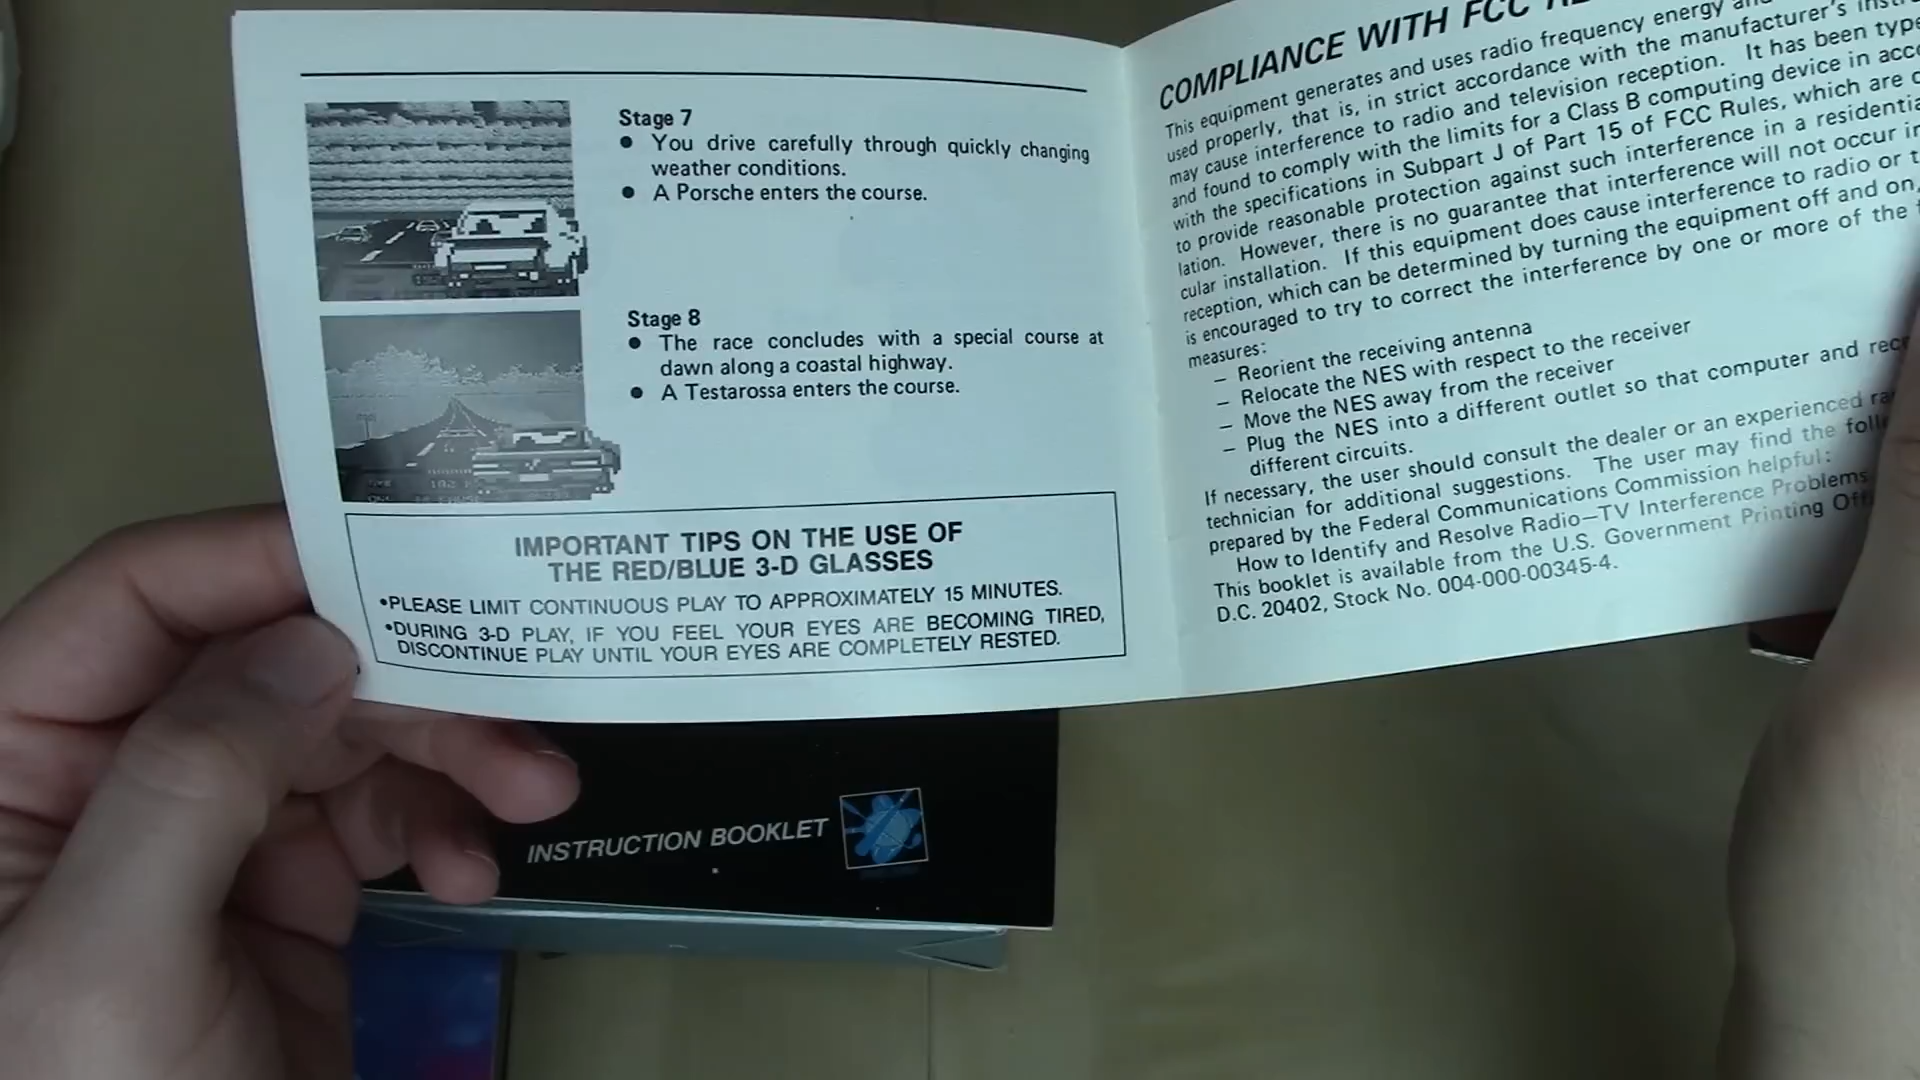 Stage 7
● You drive carefully through quickly changing
weather conditions.
● A Porsche enters the course.
Stage 8
● The race concludes with a special course at
dawn along a coastal highway.
● A Testarossa enters the course.
IMPORTANT TIPS ON THE USE OF
THE RED/BLUE 3-D GLASSES
•PLEASE LIMIT CONTINUOUS PLAY TO APPROXIMATELY 15 MINUTES.
•DURING 3-D PLAY, IF YOU FEEL YOUR EYES ARE BECOMING TIRED,
DISCONTINUE PLAY UNTIL YOUR EYES ARE COMPLETELY RESTED.
COMPLIANCE WITH FCC
This equipment generates and uses radio frequency energy
used properly, that is, in strict accordance with the manufacturer's
may cause interference to radio and television reception. It has been type
and found to comply with the limits for a Class B computing device in
with the specifications in Subpart J of Part 15 of FCC Rules, which are
to provide reasonable protection against such interference in a
lation. However, there is no guarantee that interference will not occur
cular installation. If this equipment does cause interference to radio or
reception, which can be determined by turning the equipment off and on,
is encouraged to try to correct the interference by one or more of the
measures:
– Reorient the receiving antenna
– Relocate the NES with respect to the receiver
– Move the NES away from the receiver
– Plug the NES into a different outlet so that computer and
different circuits.
If necessary, the user should consult the dealer or an experienced
technician for additional suggestions. The user may find the
prepared by the Federal Communications Commission helpful:
How to Identify and Resolve Radio–TV Interference Problems
This booklet is available from the U.S. Government Printing
D.C. 20402, Stock No. 004-000-00345-4.
INSTRUCTION BOOKLET